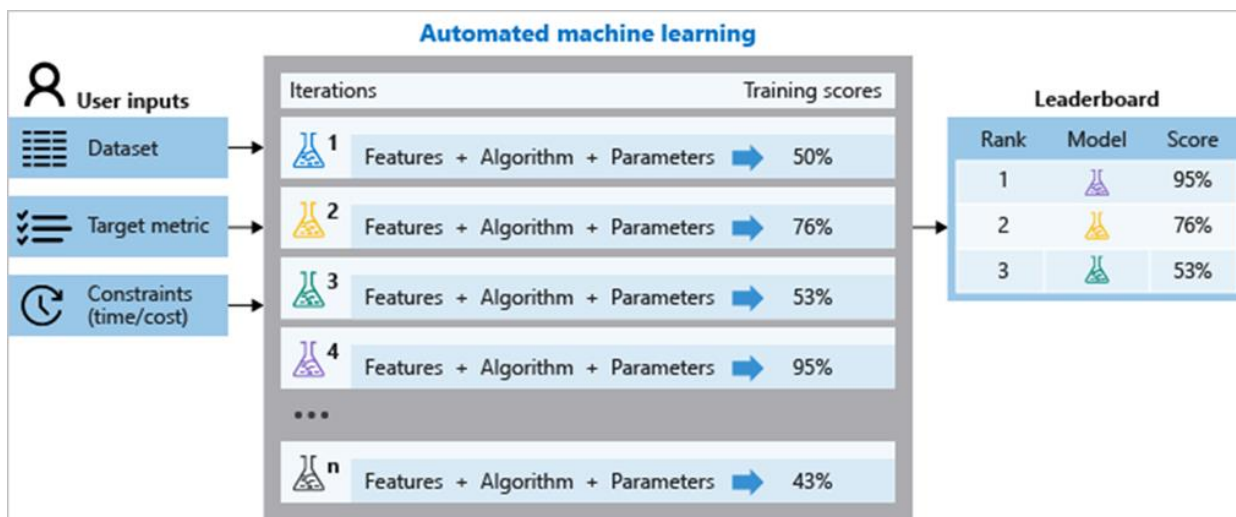 Automated machine learning
User inputs
Dataset
Target metric
Constraints
(time/cost)
Iterations Training scores
1 Features + Algorithm + Parameters 50%
2 Features + Algorithm + Parameters 76%
3 Features + Algorithm + Parameters 53%
4 Features + Algorithm + Parameters 95%
•••
n Features + Algorithm + Parameters 43%
Leaderboard
Rank Model Score
1 95%
2 76%
3 53%